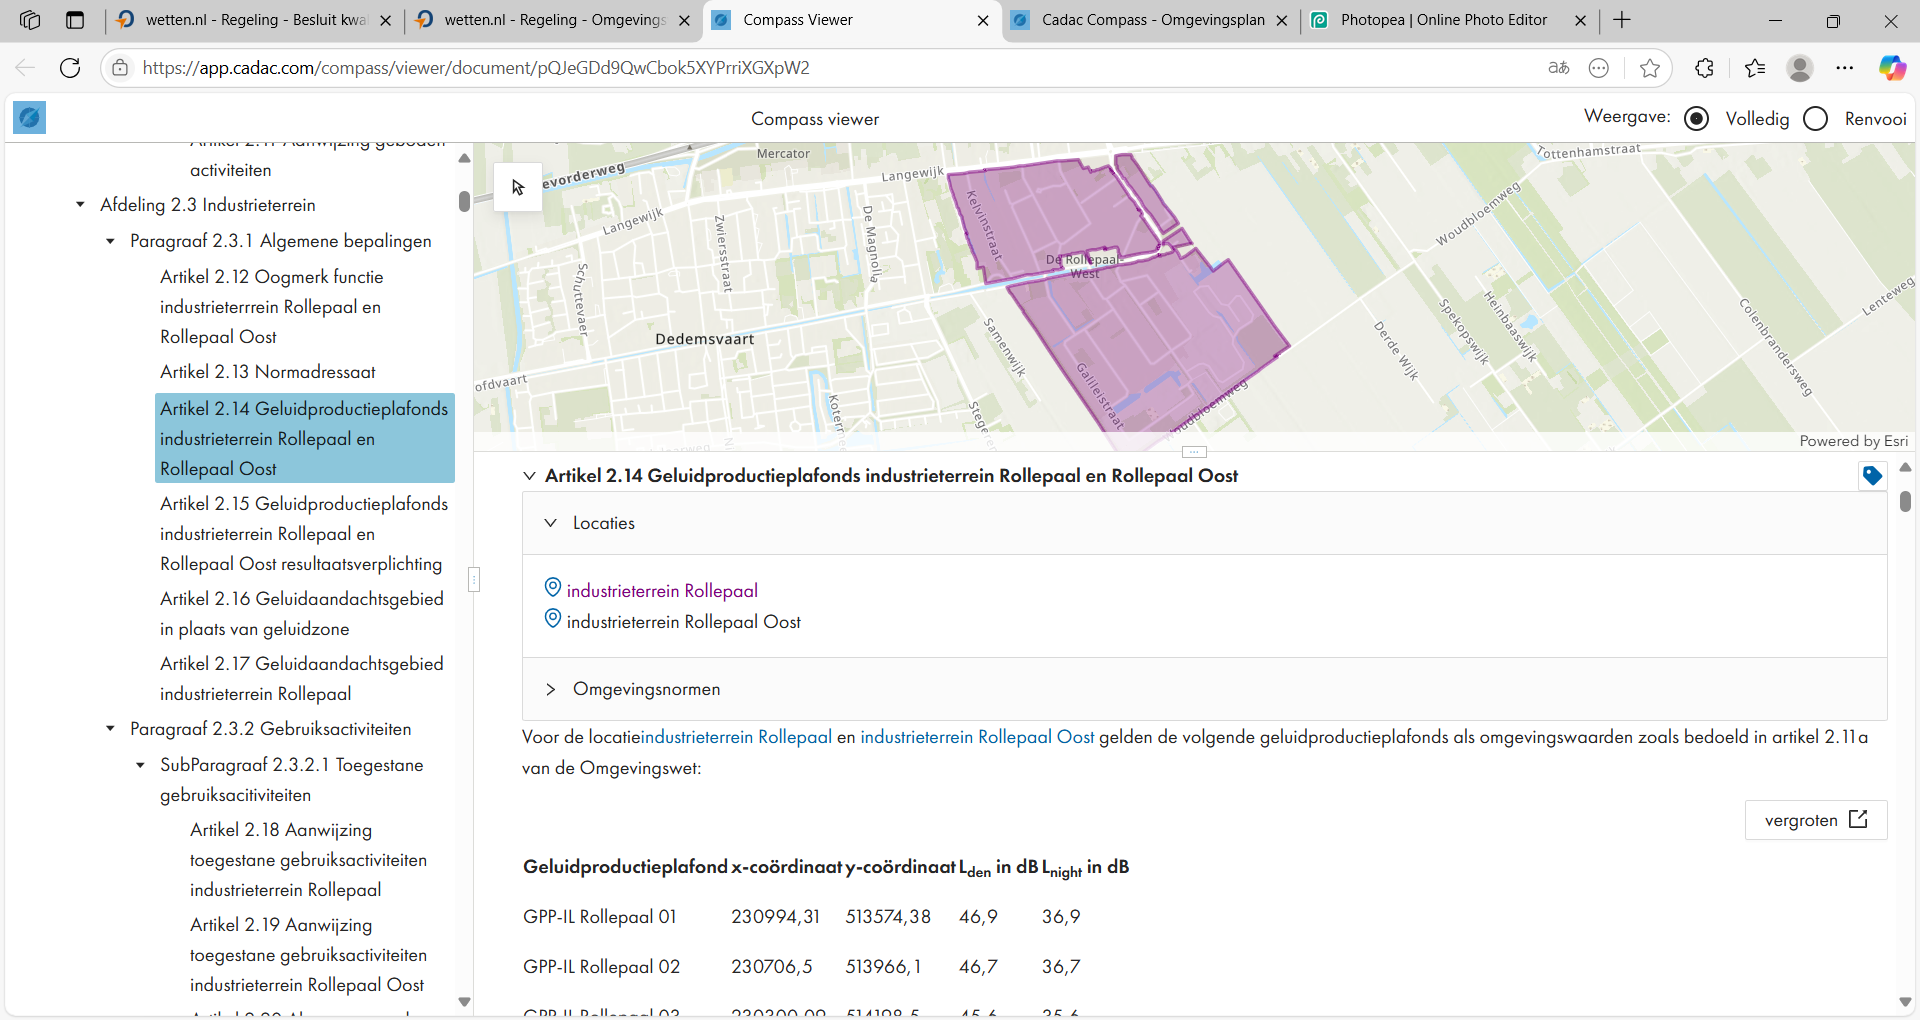 wetten.nl - Regeling - Besluit kwal
wetten.nl - Regeling - Omgevings
Compass Viewer
Cadac Compass - Omgevingsplan
Photopea | Online Photo Editor
https://app.cadac.com/compass/viewer/document/pQJeGDd9QwCbok5XYPrriXGXpW2
Compass viewer
Weergave:
Volledig
Renvooi
activiteiten
Afdeling 2.3 Industrieterrein
Paragraaf 2.3.1 Algemene bepalingen
Artikel 2.12 Oogmerk functie
industrieterrrein Rollepaal en
Rollepaal Oost
Artikel 2.13 Normadressaat
Artikel 2.14 Geluidproductieplafonds
industrieterrein Rollepaal en
Rollepaal Oost
Artikel 2.15 Geluidproductieplafonds
industrieterrein Rollepaal en
Rollepaal Oost resultaatsverplichting
Artikel 2.16 Geluidaandachtsgebied
in plaats van geluidzone
Artikel 2.17 Geluidaandachtsgebied
industrieterrein Rollepaal
Paragraaf 2.3.2 Gebruiksactiviteiten
SubParagraaf 2.3.2.1 Toegestane
gebruiksacitiviteiten
Artikel 2.18 Aanwijzing
toegestane gebruiksactiviteiten
industrieterrein Rollepaal
Artikel 2.19 Aanwijzing
toegestane gebruiksactiviteiten
industrieterrein Rollepaal Oost
Mercator
evorderweg
Langewijk
Langewijk
Zwiersstraat
De Magnolia
Schuttevaer
Kelvinstraat
De Rollepaal-
West
Dedemsvaart
Samenwijk
Galileïstraat
Woudbloemweg
ofdvaart
Tottenhamstraat
Woudbloemweg
Derde Wijk
Spekopswijk
Heinbaaswijk
Colenbrandersweg
Lenteweg
Powered by Esri
Artikel 2.14 Geluidproductieplafonds industrieterrein Rollepaal en Rollepaal Oost
Locaties
industrieterrein Rollepaal
industrieterrein Rollepaal Oost
Omgevingsnormen
Voor de locatieindustrieterrein Rollepaal en industrieterrein Rollepaal Oost gelden de volgende geluidproductieplafonds als omgevingswaarden zoals bedoeld in artikel 2.11a
van de Omgevingswet:
vergroten
Geluidproductieplafond x-coördinaat y-coördinaat Lden in dB Lnight in dB
GPP-IL Rollepaal 01 230994,31 513574,38 46,9 36,9
GPP-IL Rollepaal 02 230706,5 513966,1 46,7 36,7